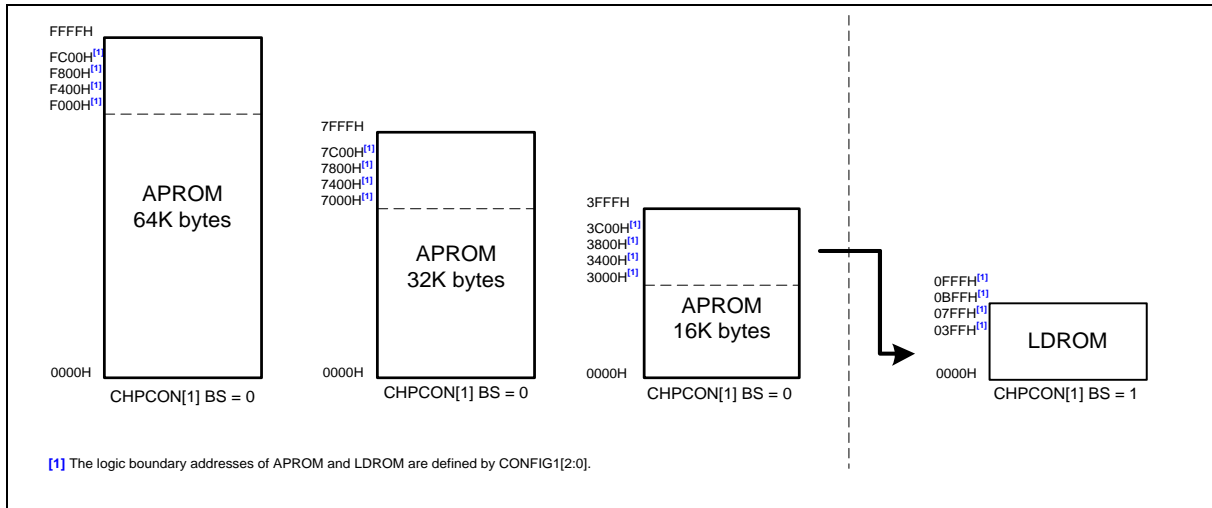 FFFFH
FC00H[1]
F800H[1]
F400H[1]
F000H[1]
APROM
64K bytes
0000H
CHPCON[1] BS = 0
7FFFH
7C00H[1]
7800H[1]
7400H[1]
7000H[1]
APROM
32K bytes
0000H
CHPCON[1] BS = 0
3FFFH
3C00H[1]
3800H[1]
3400H[1]
3000H[1]
APROM
16K bytes
0000H
CHPCON[1] BS = 0
0FFFH[1]
0BFFH[1]
07FFH[1]
03FFH[1]
LDROM
0000H
CHPCON[1] BS = 1
[1] The logic boundary addresses of APROM and LDROM are defined by CONFIG1[2:0].